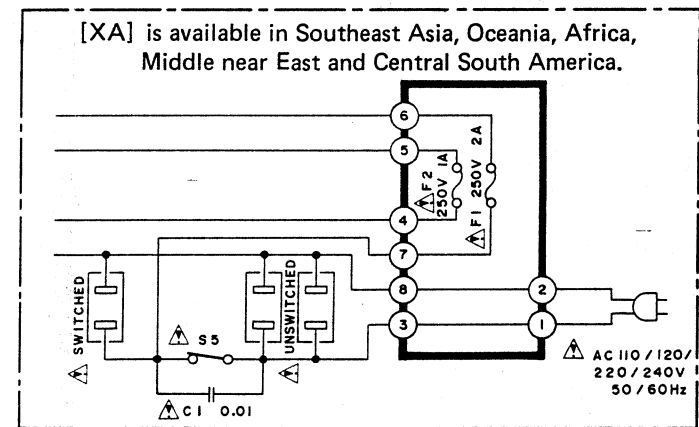 [XA] is available in Southeast Asia, Oceania, Africa,
Middle near East and Central South America.
6
5
F2
250V 1A
F1 250V 2A
4
7
8
2
3
1
SWITCHED
UNSWITCHED
S5
C1 0.01
AC 110/120/
220/240V
50/60Hz